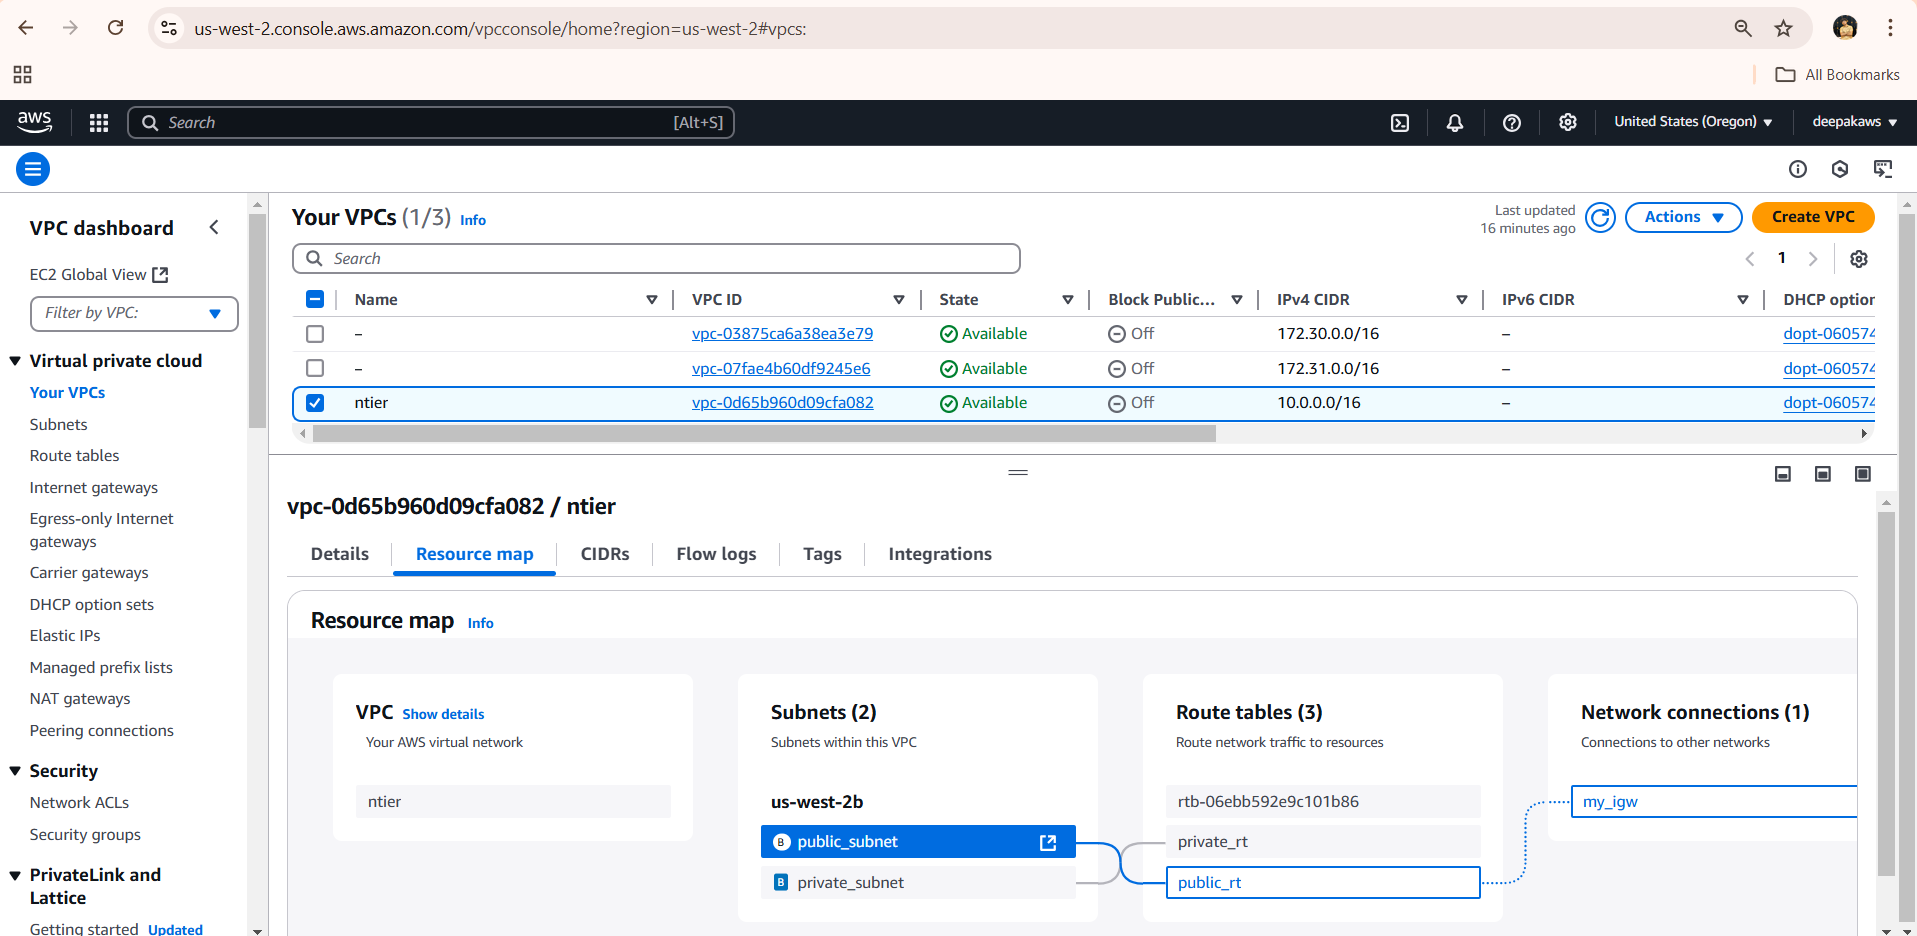 us-west-2.console.aws.amazon.com/vpcconsole/home?region=us-west-2#vpcs:
All Bookmarks
aws
Search
[Alt+S]
United States (Oregon)
deepakaws
VPC dashboard
EC2 Global View
Filter by VPC:
Virtual private cloud
Your VPCs
Subnets
Route tables
Internet gateways
Egress-only Internet
gateways
Carrier gateways
DHCP option sets
Elastic IPs
Managed prefix lists
NAT gateways
Peering connections
Security
Network ACLs
Security groups
PrivateLink and
Lattice
Getting started Updated
Your VPCs (1/3) Info
Last updated
16 minutes ago
Actions
Create VPC
Search
1
Name VPC ID State Block Public... IPv4 CIDR IPv6 CIDR DHCP option
– vpc-03875ca6a38ea3e79 Available Off 172.30.0.0/16 – dopt-060574
– vpc-07fae4b60df9245e6 Available Off 172.31.0.0/16 – dopt-060574
ntier vpc-0d65b960d09cfa082 Available Off 10.0.0.0/16 – dopt-060574
vpc-0d65b960d09cfa082 / ntier
Details Resource map CIDRs Flow logs Tags Integrations
Resource map Info
VPC Show details
Your AWS virtual network
ntier
Subnets (2)
Subnets within this VPC
us-west-2b
B public_subnet
B private_subnet
Route tables (3)
Route network traffic to resources
rtb-06ebb592e9c101b86
private_rt
public_rt
Network connections (1)
Connections to other networks
my_igw